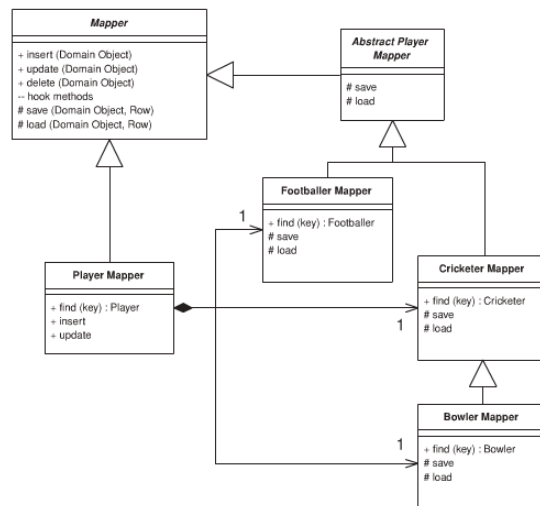 Mapper
+ insert (Domain Object)
+ update (Domain Object)
+ delete (Domain Object)
-- hook methods
# save (Domain Object, Row)
# load (Domain Object, Row)
Abstract Player
Mapper
# save
# load
Footballer Mapper
+ find (key) : Footballer
# save
# load
1
Player Mapper
+ find (key) : Player
+ insert
+ update
Cricketer Mapper
+ find (key) : Cricketer
# save
# load
1
Bowler Mapper
+ find (key) : Bowler
# save
# load
1